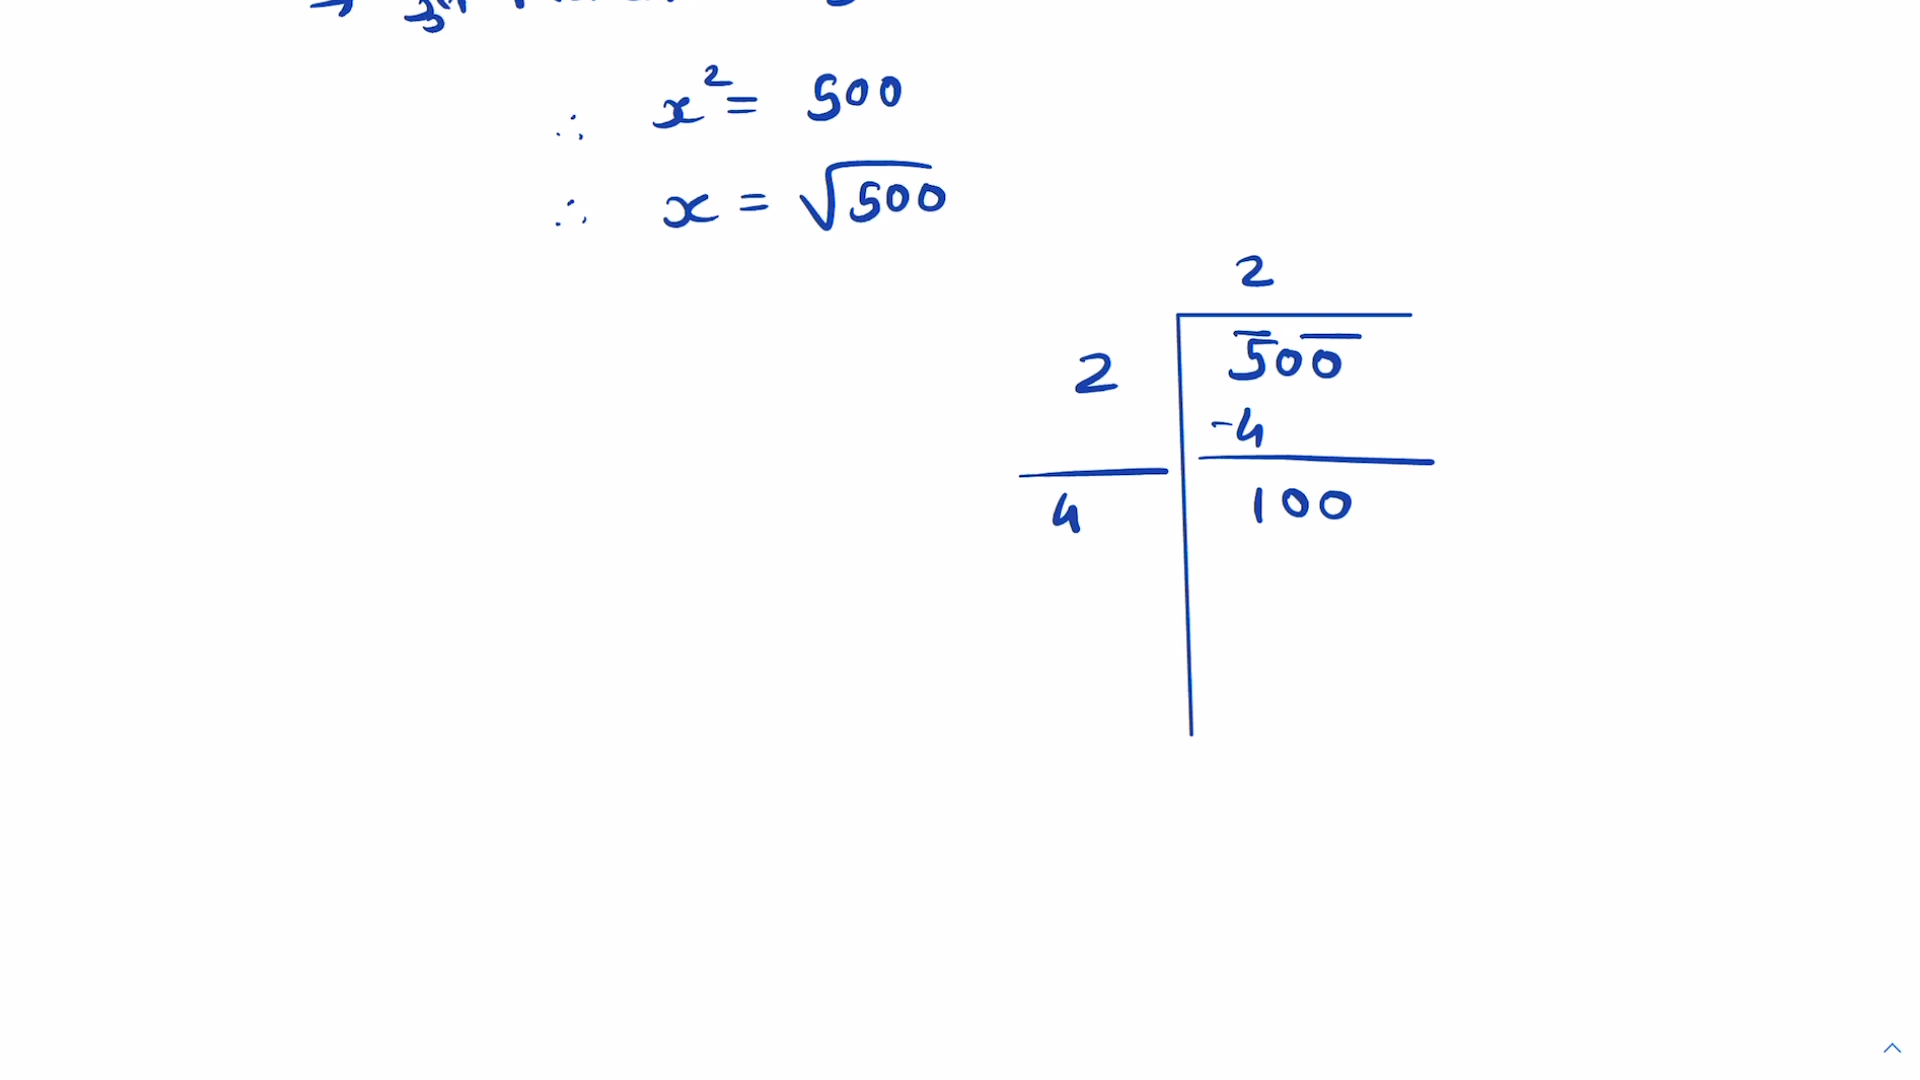 ∴ x² = 500
∴ x = √500
2
2 500
-4
4 100